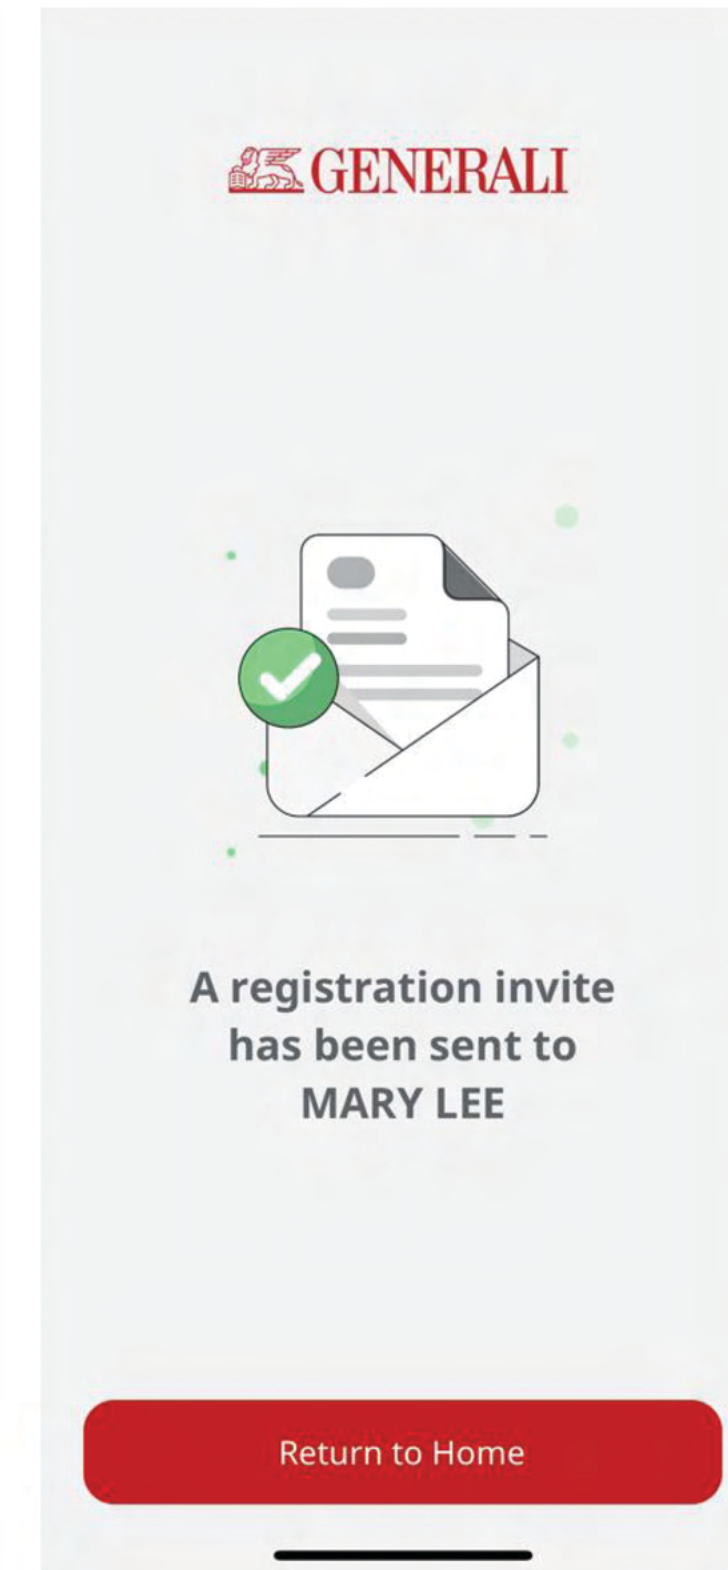 GENERALI
A registration invite
has been sent to
MARY LEE
Return to Home